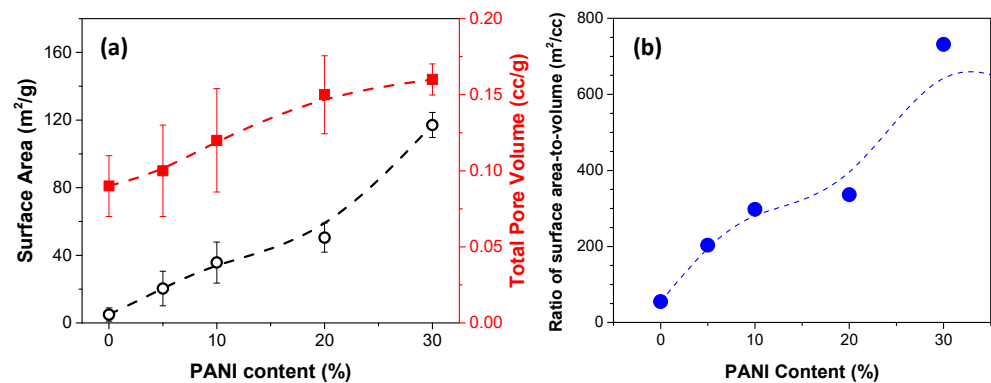 (a)
Surface Area (m²/g)
160
120
80
40
0
0 10 20 30
PANI content (%)
0.20
0.15
0.10
0.05
0.00
Total Pore Volume (cc/g)
(b)
Ratio of surface area-to-volume (m²/cc)
800
600
400
200
0
0 10 20 30
PANI Content (%)